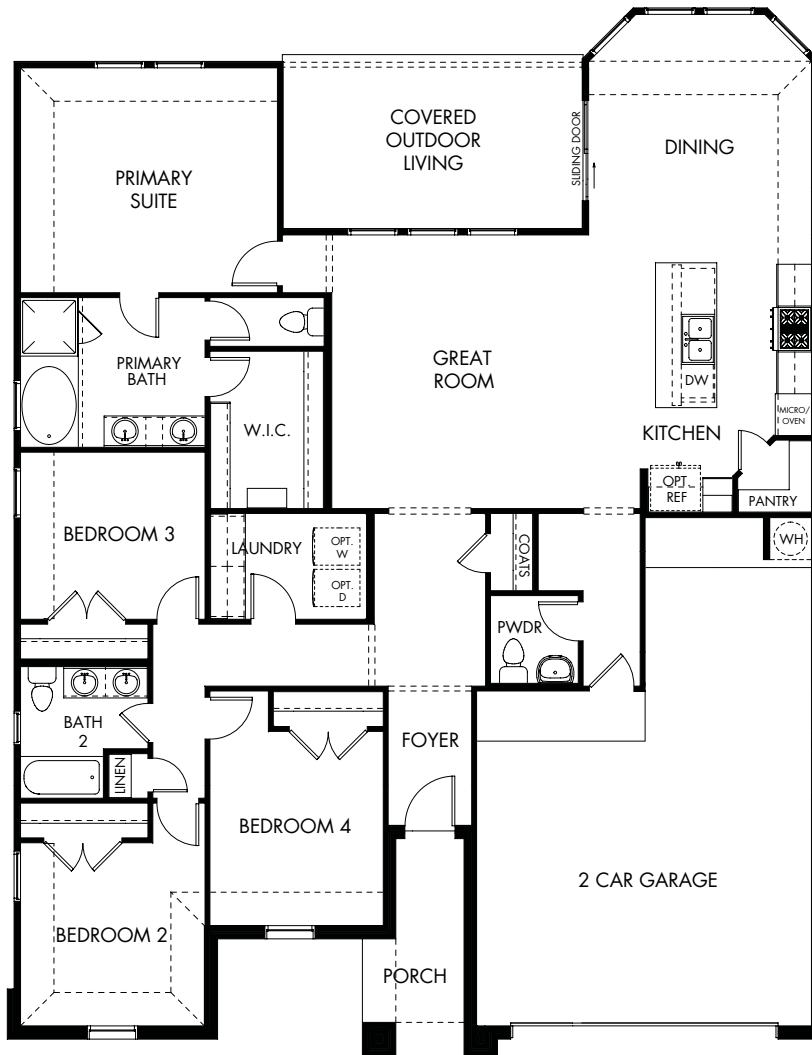 COVERED
OUTDOOR
LIVING
SLIDING DOOR
DINING
PRIMARY
SUITE
PRIMARY
BATH
GREAT
ROOM
DW
MICRO/
OVEN
W.I.C.
KITCHEN
OPT.
REF
PANTRY
BEDROOM 3
LAUNDRY
OPT.
W
OPT.
D
COATS
WH
PWDR
BATH
2
LINEN
FOYER
BEDROOM 4
2 CAR GARAGE
BEDROOM 2
PORCH